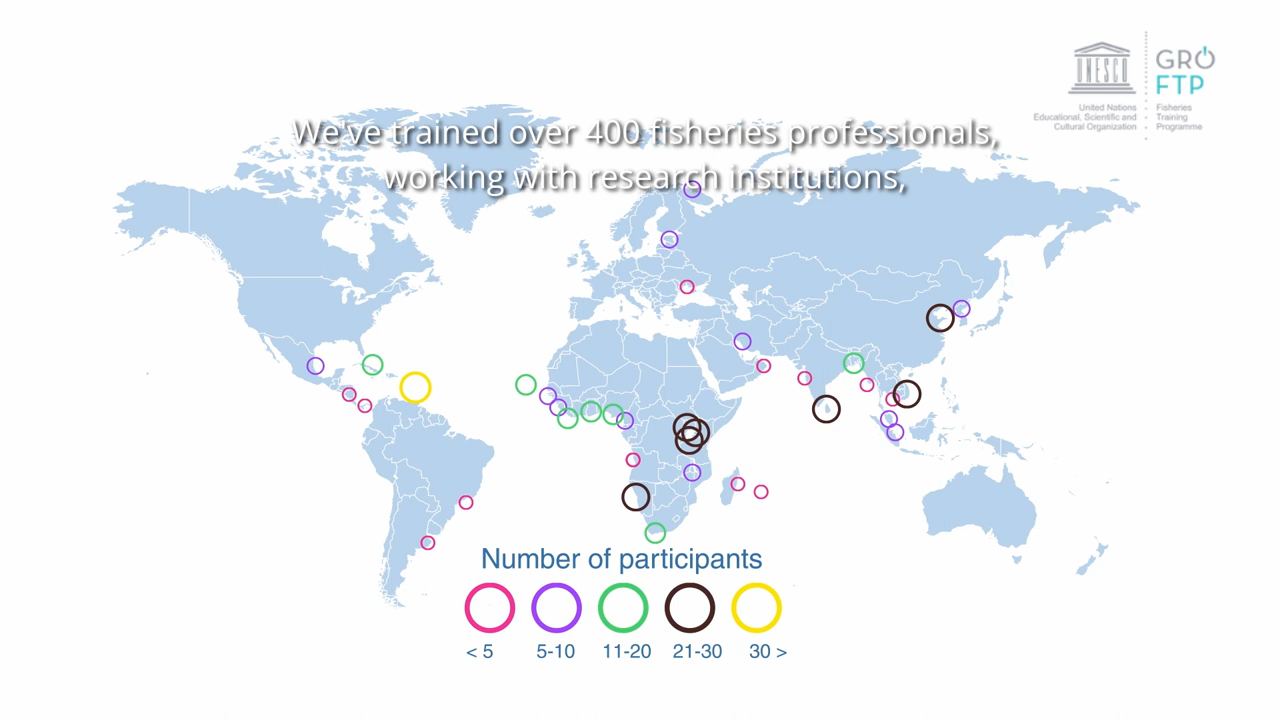 We've trained over 400 fisheries professionals,
working with research institutions,
UNESCO
United Nations
Educational, Scientific and
Cultural Organization
GRÓ
FTP
Fisheries
Training
Programme
Number of participants
< 5
5-10
11-20
21-30
30 >